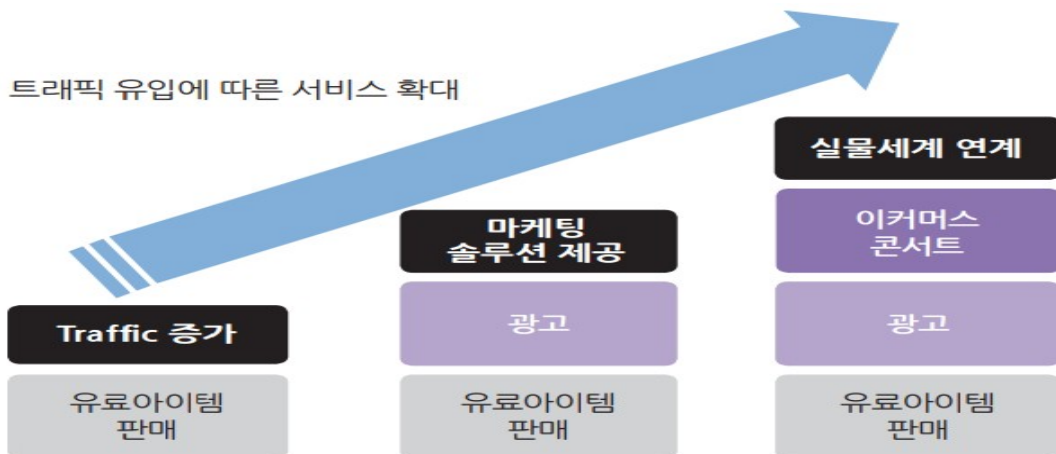 트래픽 유입에 따른 서비스 확대
Traffic 증가
유료아이템
판매
마케팅
솔루션 제공
광고
유료아이템
판매
실물세계 연계
이커머스
콘서트
광고
유료아이템
판매